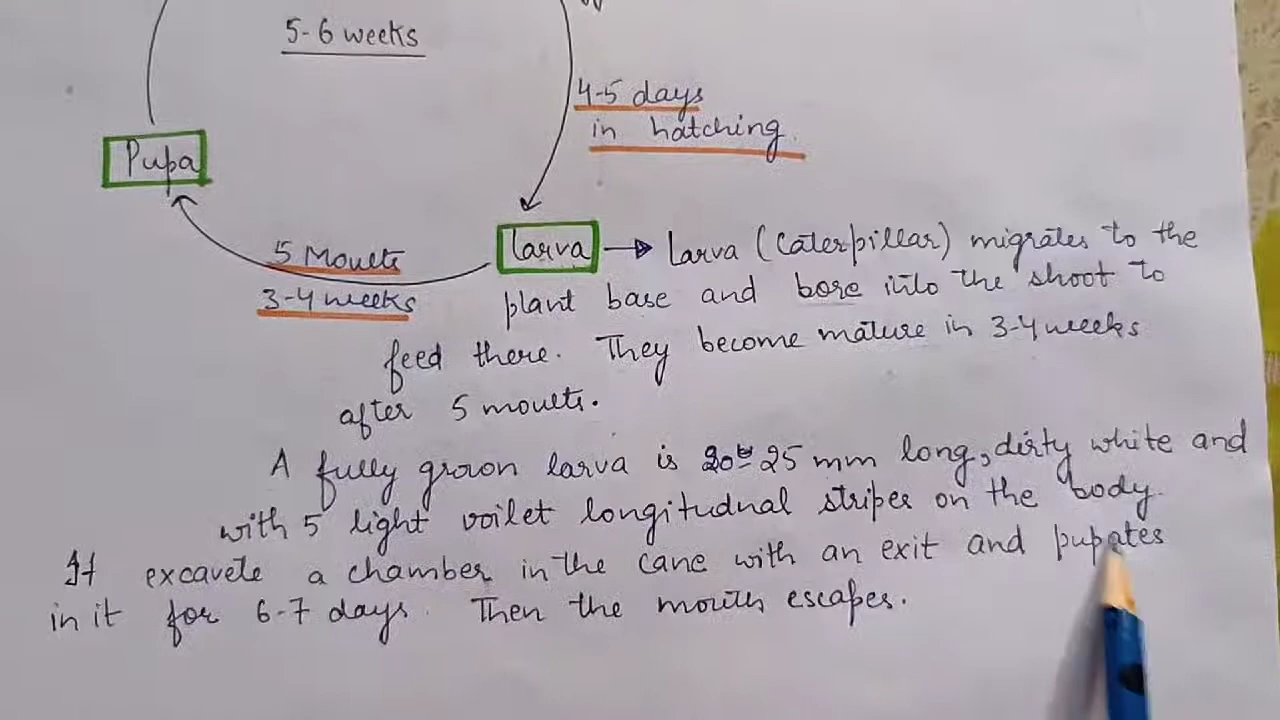 5-6 weeks
4-5 days
in hatching.
Pupa
larva → Larva (Caterpillar) migrates to the
5 Moults
3-4 weeks
plant base and bore into the shoot to
feed there. They become mature in 3-4 weeks
after 5 moults.
A fully grown larva is 20 to 25 mm long, dirty white and
with 5 light voilet longitudnal stripes on the body.
It excavete a chamber in the cane with an exit and pupates
in it for 6-7 days. Then the mouth escapes.